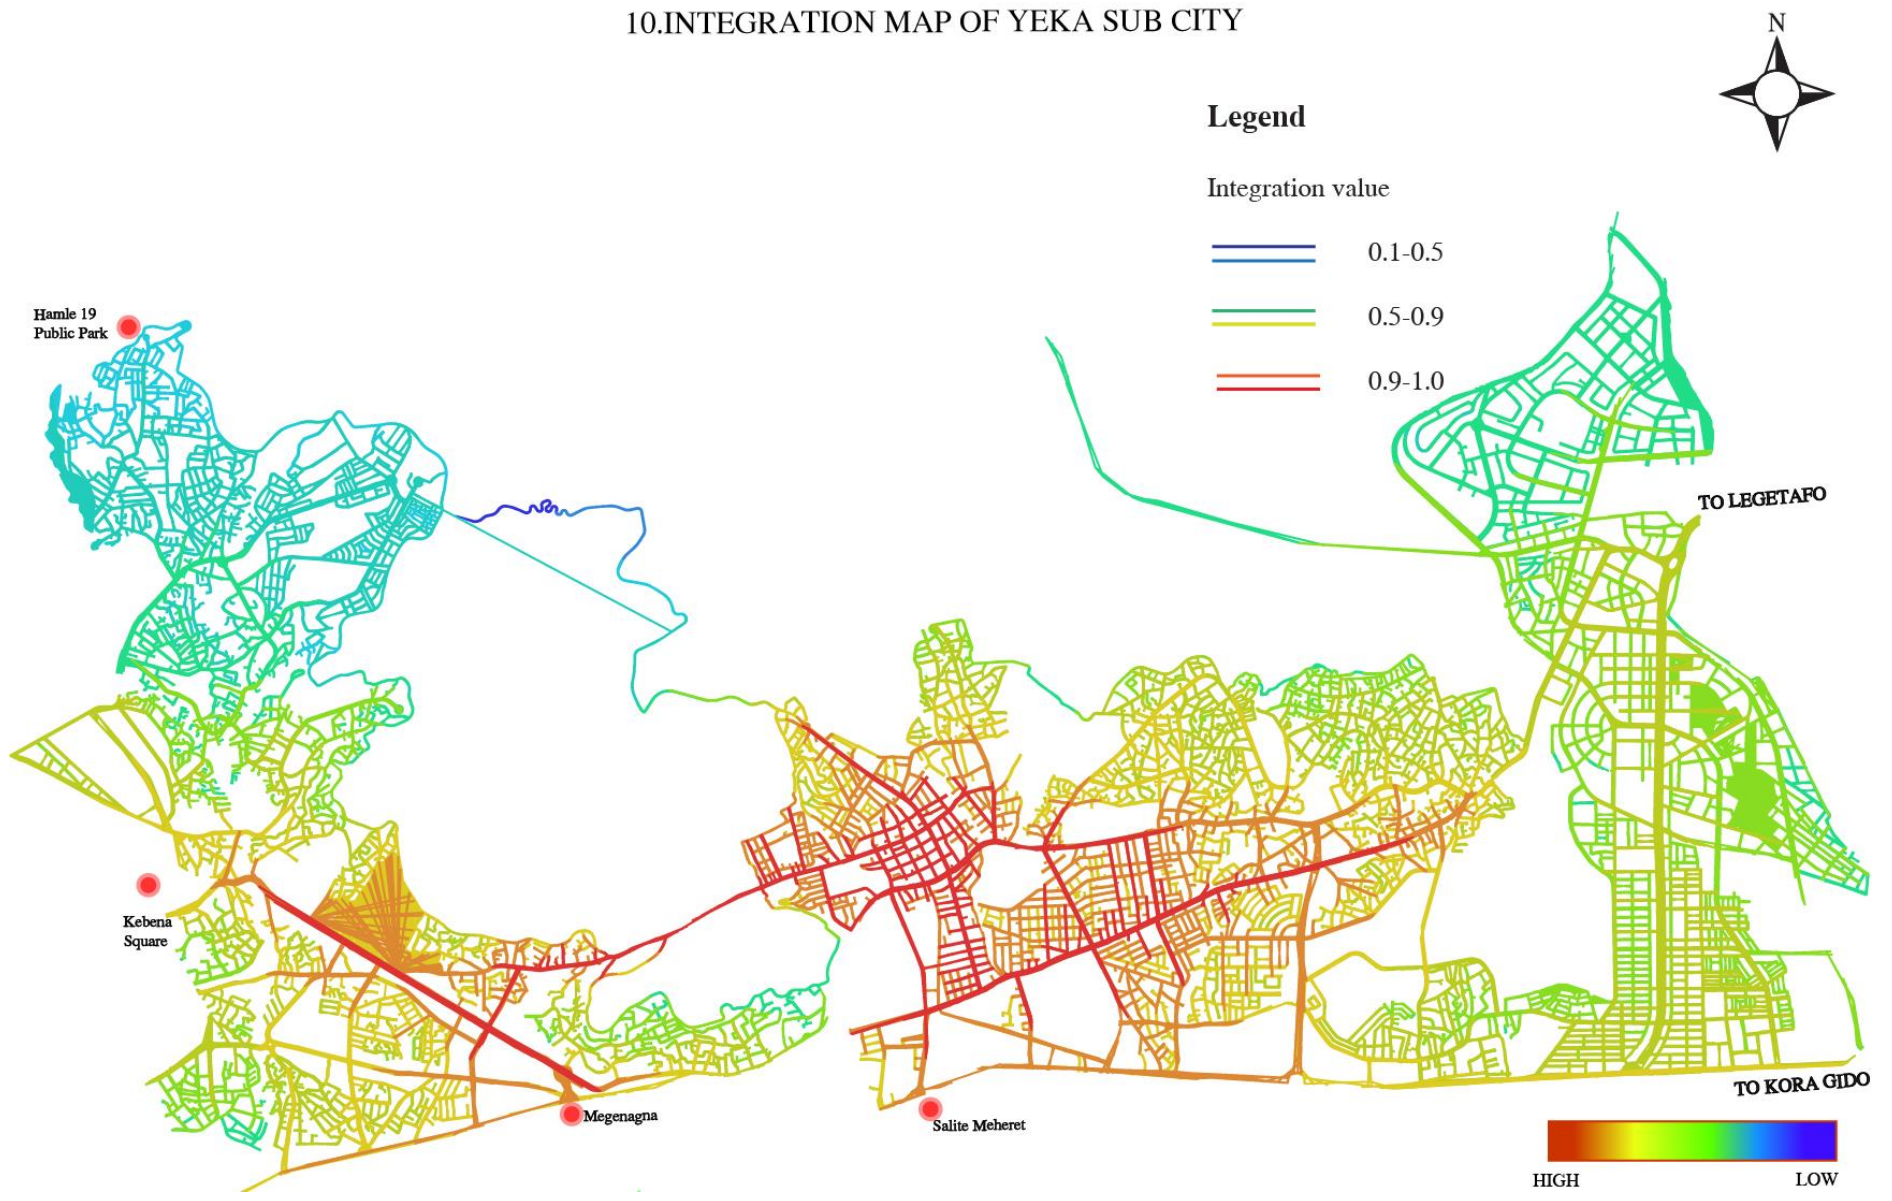 10.INTEGRATION MAP OF YEKA SUB CITY
N
Legend
Integration value
0.1-0.5
0.5-0.9
0.9-1.0
Hamle 19
Public Park
TO LEGETAFO
Kebena
Square
Megenagna
Salite Meheret
TO KORA GIDO
HIGH
LOW